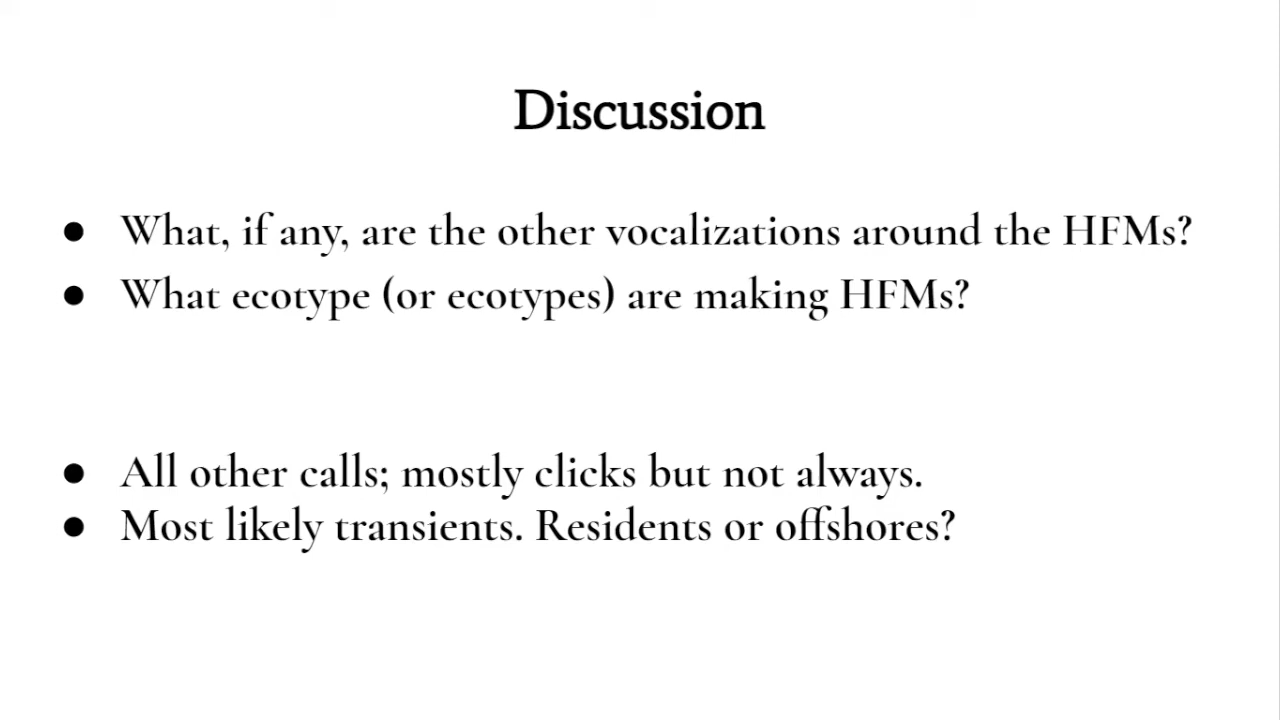 Discussion
● What, if any, are the other vocalizations around the HFMs?
● What ecotype (or ecotypes) are making HFMs?
● All other calls; mostly clicks but not always.
● Most likely transients. Residents or offshores?